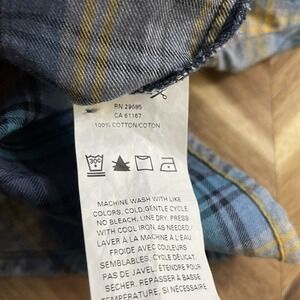 RN 29595
CA 61167
100% COTTON/COTON
30°
MACHINE WASH WITH LIKE
COLORS, COLD, GENTLE CYCLE,
NO BLEACH, LINE DRY, PRESS
WITH COOL IRON AS NEEDED./
LAVER À LA MACHINE À L'EAU
FROIDE AVEC COULEURS
SEMBLABLES, CYCLE DÉLICAT.
PAS DE JAVEL, ÉTENDRE POUR
SÉCHER, REPASSER À BASSE
TEMPÉRATURE, SI NÉCESSAIRE